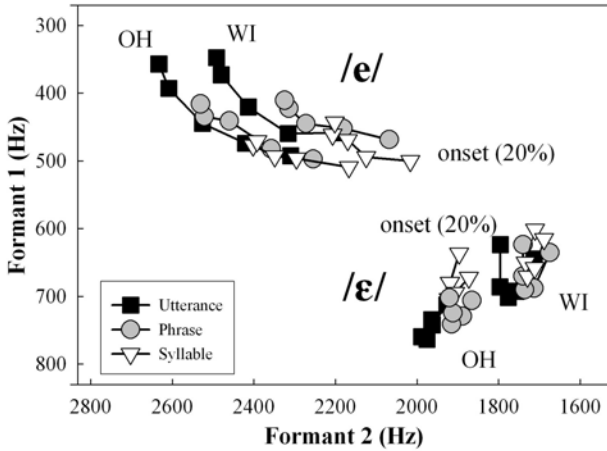 300
400
500
600
700
800
Formant 1 (Hz)
OH
WI
/e/
onset (20%)
onset (20%)
/ɛ/
OH
WI
Utterance
Phrase
Syllable
2800 2600 2400 2200 2000 1800 1600
Formant 2 (Hz)